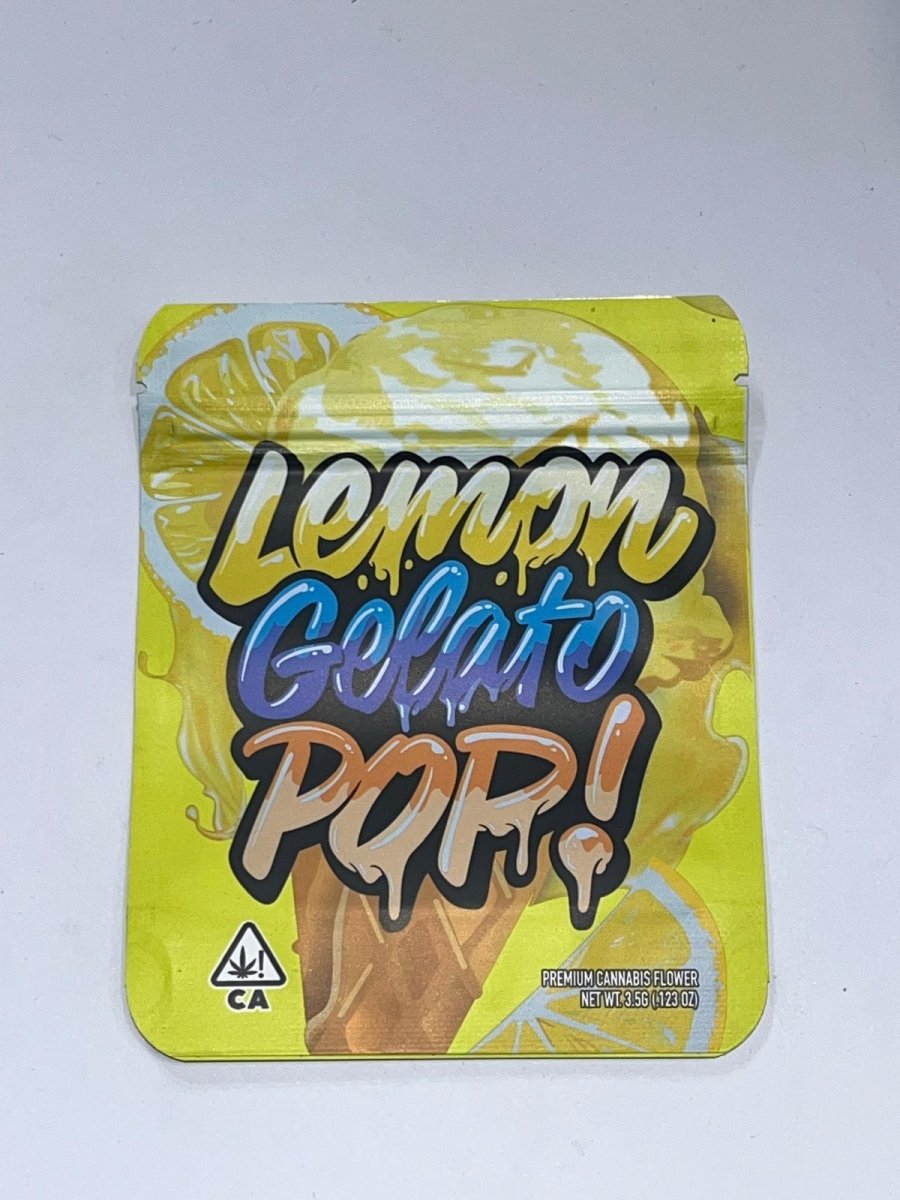 Lemon
Gelato
POP!
CA
PREMIUM CANNABIS FLOWER
NET WT. 3.5G (.123 OZ)